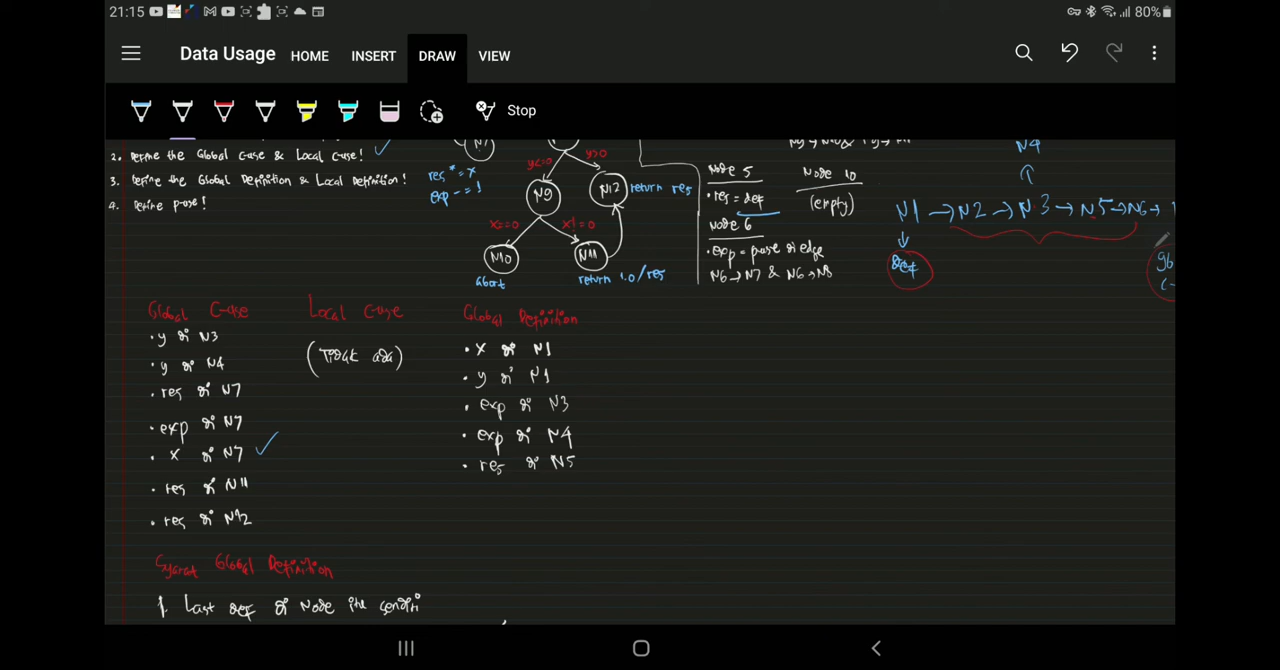 21:15
80%
Data Usage
HOME
INSERT
DRAW
VIEW
Stop
2. Define the Global C-use & Local C-use!
3. Define the Global Definition & Local Definition!
4. Define p-use!
N7
res * = x
exp -= 1
y<=0
y>0
N9
N12
return res
x==0
x!=0
N10
N11
abort
return 1.0/res
Node 5
• res = def
Node 6
• exp = p-use di edge
N6 → N7 & N6 → N8
Node 10
(empty)
N4
N1 → N2 → N3 → N5 → N6 →
def
Global C-use
• y di N3
• y di N4
• res di N7
• exp di N7
• x di N7
• res di N11
• res di N12
Local C-use
(Tidak ada)
Global Definition
• x di N1
• y di N1
• exp di N3
• exp di N4
• res di N5
Syarat Global Definition
1. Last def di Node itu sendiri